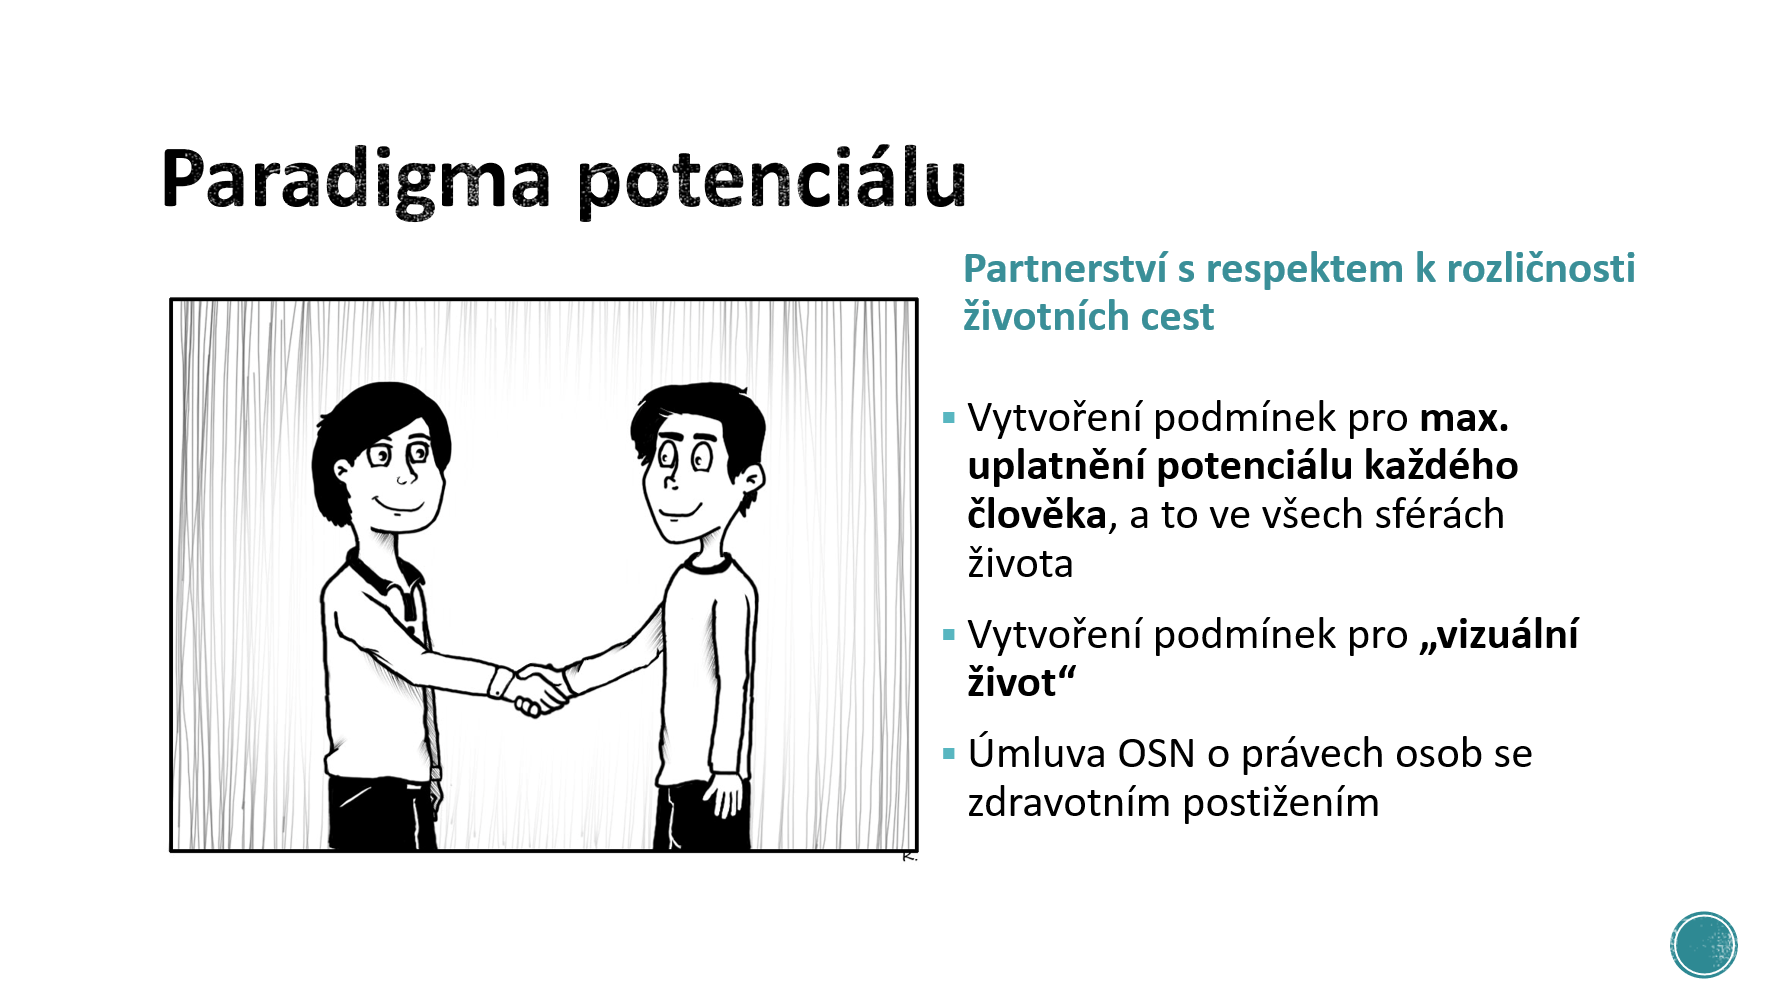 Paradigma potenciálu
Partnerství s respektem k rozličnosti
životních cest
Vytvoření podmínek pro max.
uplatnění potenciálu každého
člověka, a to ve všech sférách
života
Vytvoření podmínek pro „vizuální
život“
Úmluva OSN o právech osob se
zdravotním postižením
R.